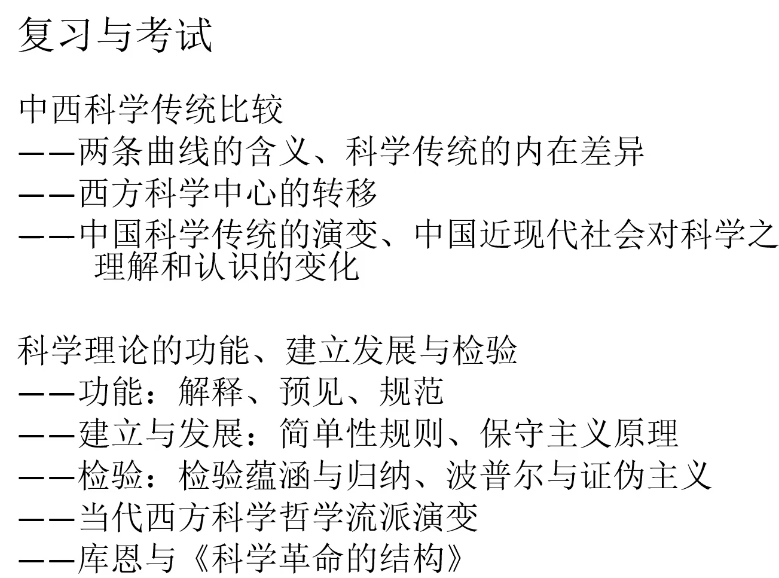 复习与考试
中西科学传统比较
——两条曲线的含义、科学传统的内在差异
——西方科学中心的转移
——中国科学传统的演变、中国近现代社会对科学之
理解和认识的变化
科学理论的功能、建立发展与检验
——功能：解释、预见、规范
——建立与发展：简单性规则、保守主义原理
——检验：检验蕴涵与归纳、波普尔与证伪主义
——当代西方科学哲学流派演变
——库恩与《科学革命的结构》